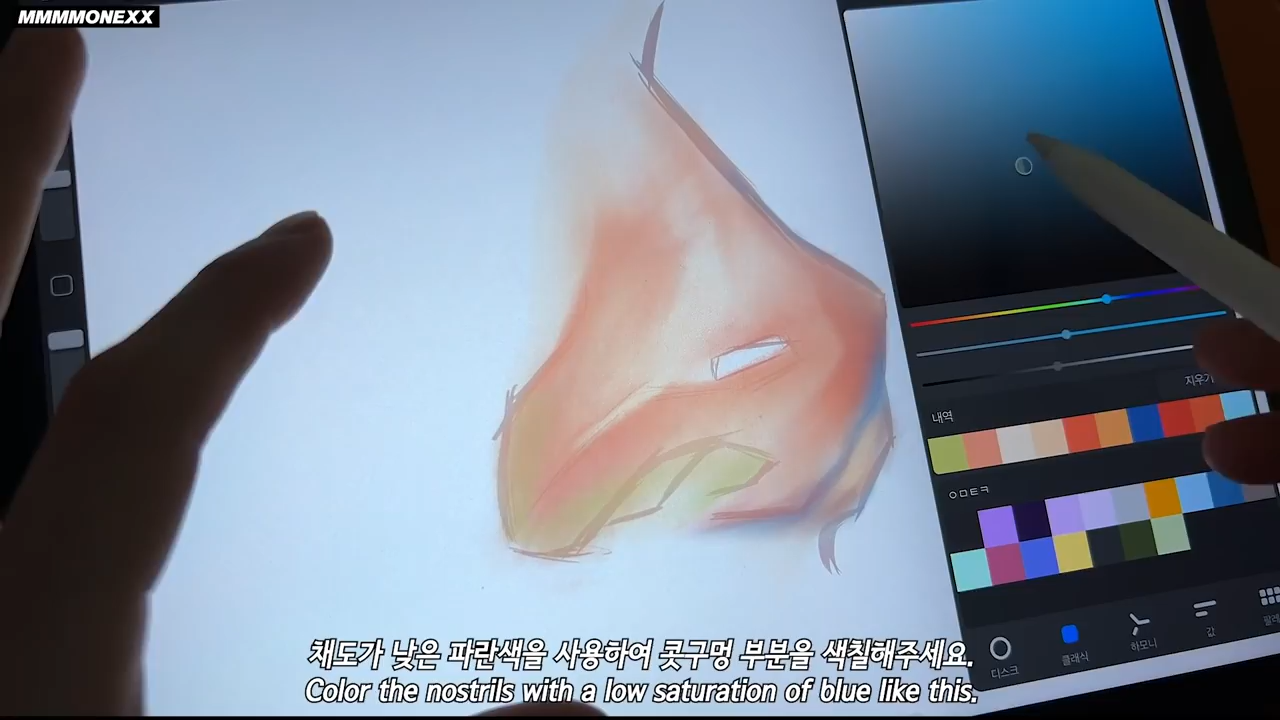 MMMMONEXX
지우기
내역
ㅇㅁㅌㅋ
디스크
클래식
하모니
값
채도가 낮은 파란색을 사용하여 콧구멍 부분을 색칠해주세요.
Color the nostrils with a low saturation of blue like this.